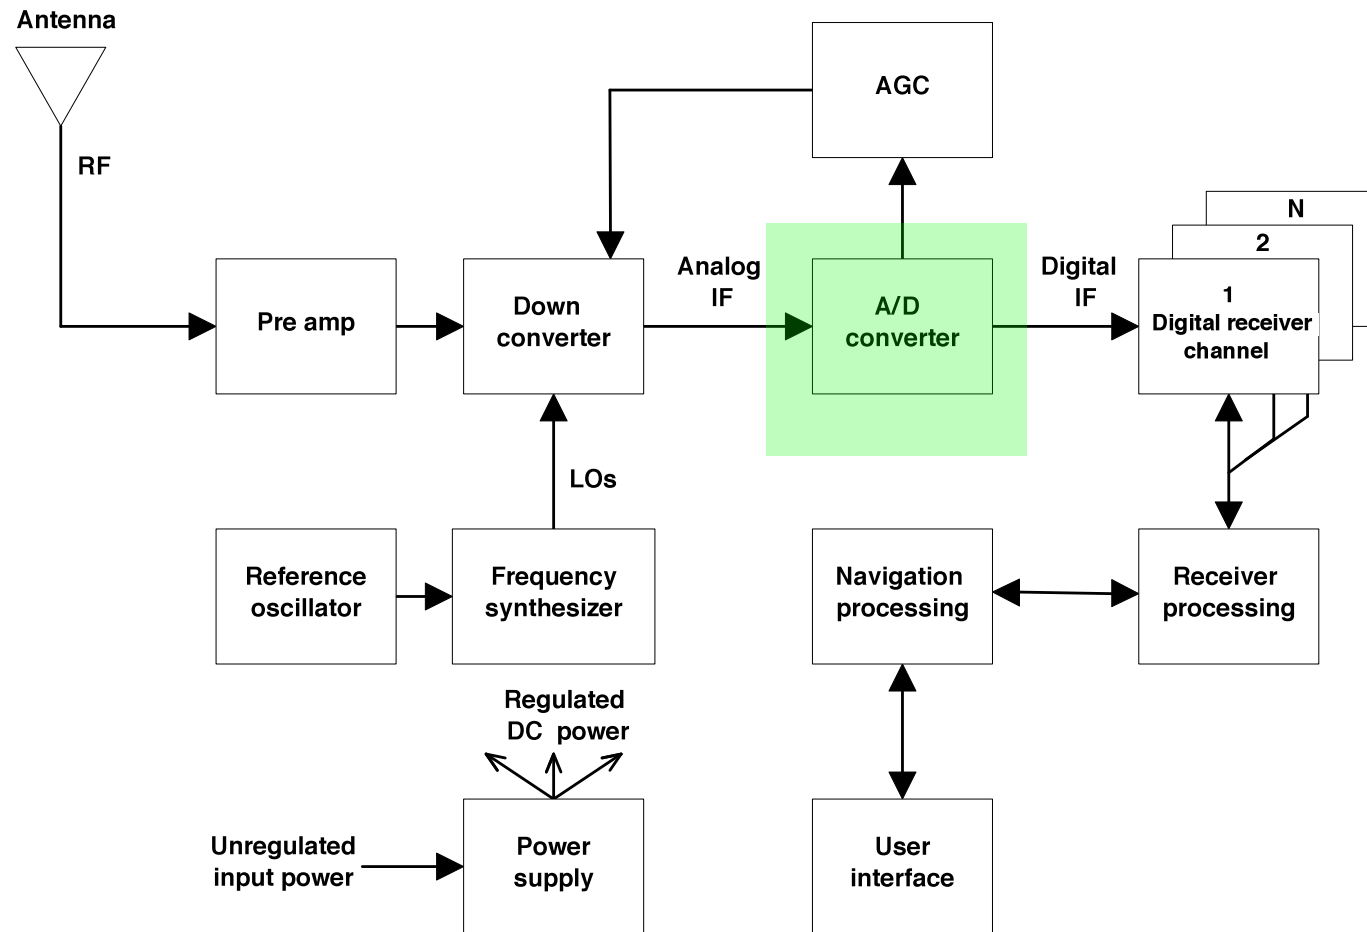 Antenna
RF
AGC
N
2
1
Digital receiver
channel
Pre amp
Down
converter
Analog
IF
A/D
converter
Digital
IF
LOs
Reference
oscillator
Frequency
synthesizer
Navigation
processing
Receiver
processing
Regulated
DC power
Unregulated
input power
Power
supply
User
interface